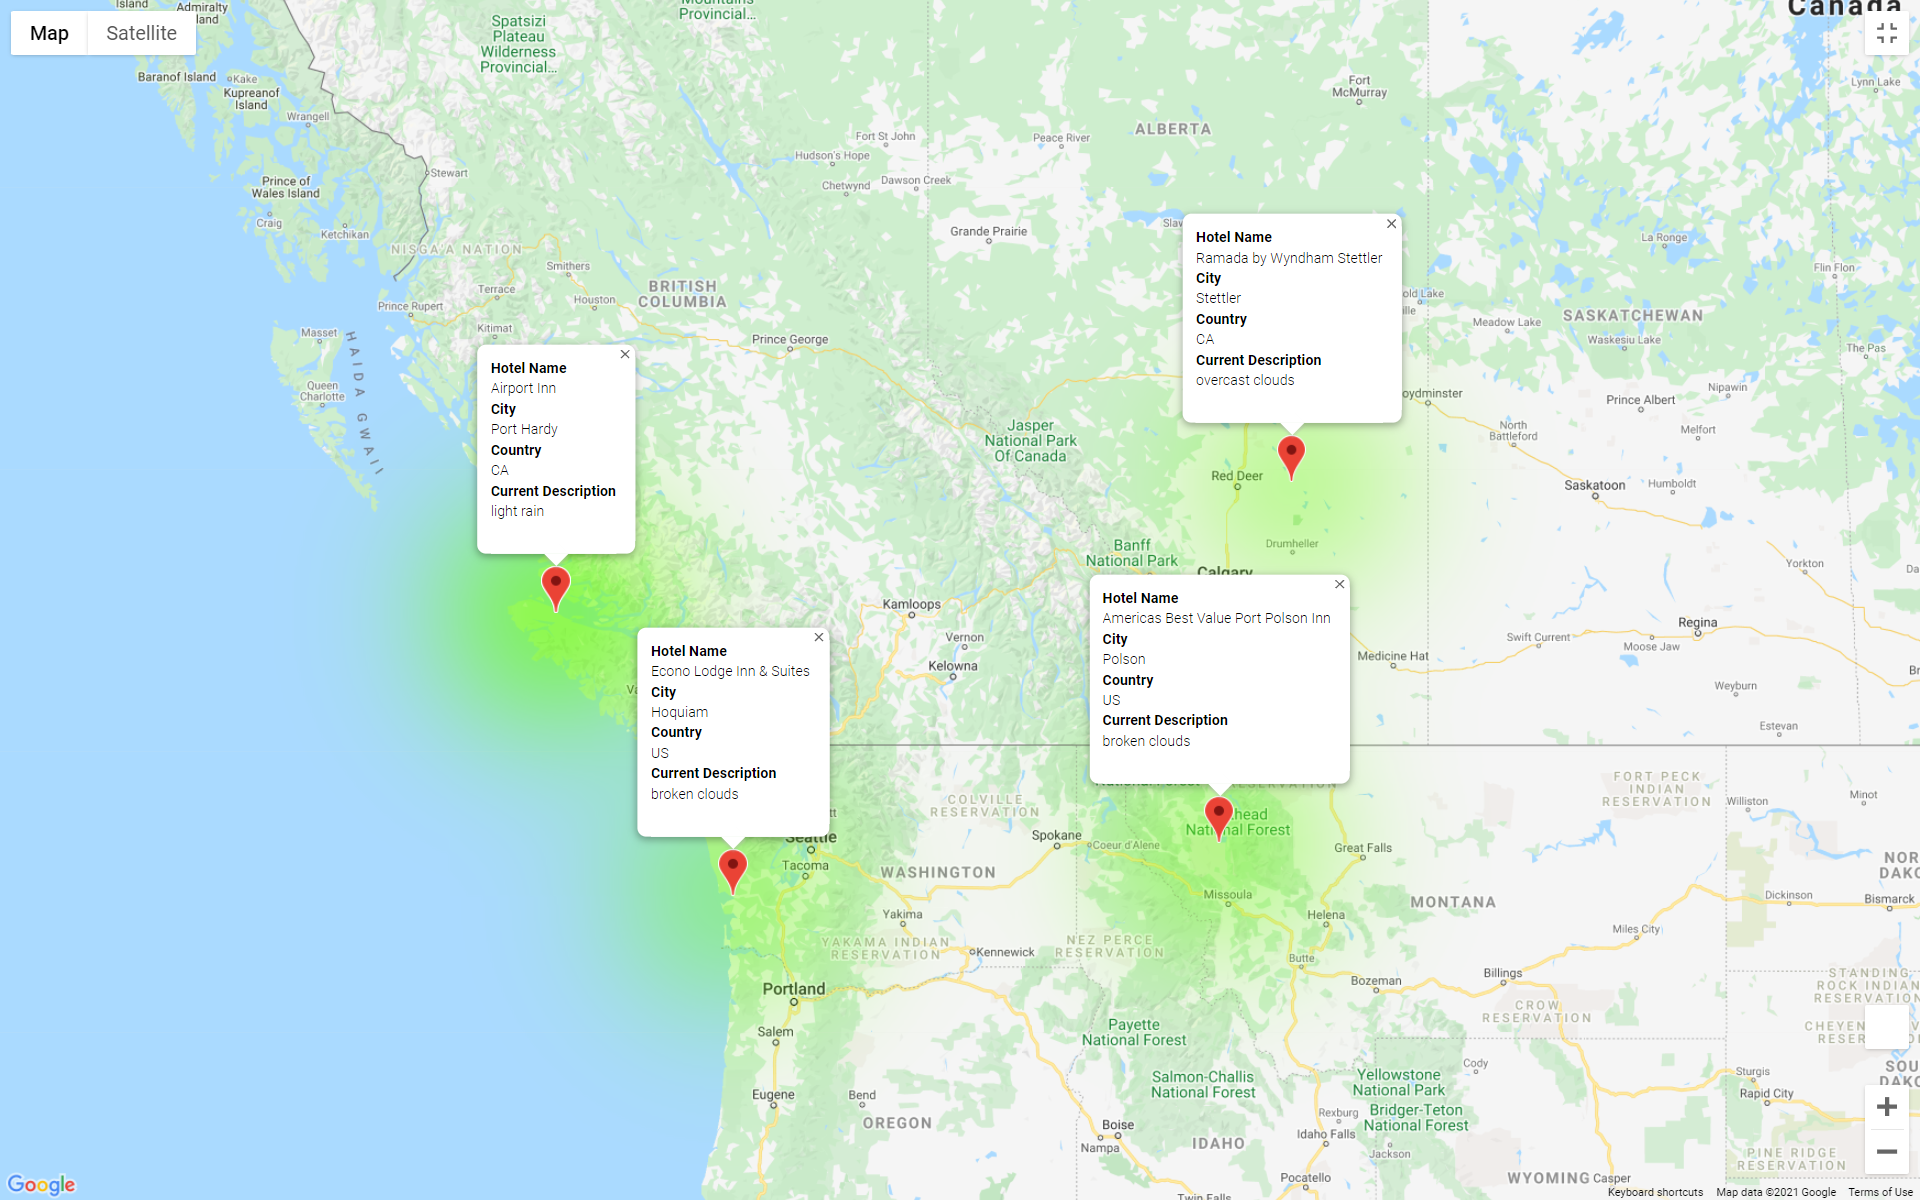 Map
Satellite
Canada
Island
Admiralty
Island
Baranof Island
Kake
Kupreanof
Island
Wrangell
Prince of
Wales Island
Craig
Ketchikan
Stewart
NISGA'A NATION
Spatsizi
Plateau
Wilderness
Provincial...
Mountains
Provincial...
Fort St John
Hudson's Hope
Chetwynd
Dawson Creek
Peace River
ALBERTA
Fort
McMurray
Lynn Lake
Grande Prairie
La Ronge
Flin Flon
Smithers
Terrace
Houston
Prince Rupert
Kitimat
BRITISH
COLUMBIA
Prince George
Masset
HAIDA GWAII
Queen
Charlotte
old Lake
Meadow Lake
SASKATCHEWAN
Waskesiu Lake
The Pas
Nipawin
Prince Albert
oydminster
North
Battleford
Melfort
Jasper
National Park
Of Canada
Red Deer
Saskatoon
Humboldt
Banff
National Park
Drumheller
Calgary
Yorkton
Da
Kamloops
Vernon
Kelowna
Regina
Swift Current
Moose Jaw
Medicine Hat
Weyburn
Estevan
Br
Hotel Name
Ramada by Wyndham Stettler
City
Stettler
Country
CA
Current Description
overcast clouds
Hotel Name
Airport Inn
City
Port Hardy
Country
CA
Current Description
light rain
Hotel Name
Americas Best Value Port Polson Inn
City
Polson
Country
US
Current Description
broken clouds
Hotel Name
Econo Lodge Inn & Suites
City
Hoquiam
Country
US
Current Description
broken clouds
COLVILLE
RESERVATION
FORT PECK
INDIAN
RESERVATION
Williston
Minot
Seattle
Tacoma
Spokane
Coeur d'Alene
head
National Forest
Great Falls
WASHINGTON
Missoula
MONTANA
NOR
DAKO
Dickinson
Bismarck
Yakima
Helena
Miles City
YAKAMA INDIAN
RESERVATION
Kennewick
NEZ PERCE
RESERVATION
Butte
Billings
Bozeman
STANDING
ROCK INDIAN
RESERVATION
CROW
RESERVATION
Portland
Salem
Payette
National Forest
Cody
Salmon-Challis
National Forest
Yellowstone
National Park
SOU
DAKO
Sturgis
Rapid City
Eugene
Bend
OREGON
Boise
Nampa
IDAHO
Rexburg
Idaho Falls
Bridger-Teton
National Forest
Jackson
Pocatello
Twin Falls
WYOMING
Casper
PINE RIDGE
RESERVATION
Google
Keyboard shortcuts
Map data ©2021 Google
Terms of Use